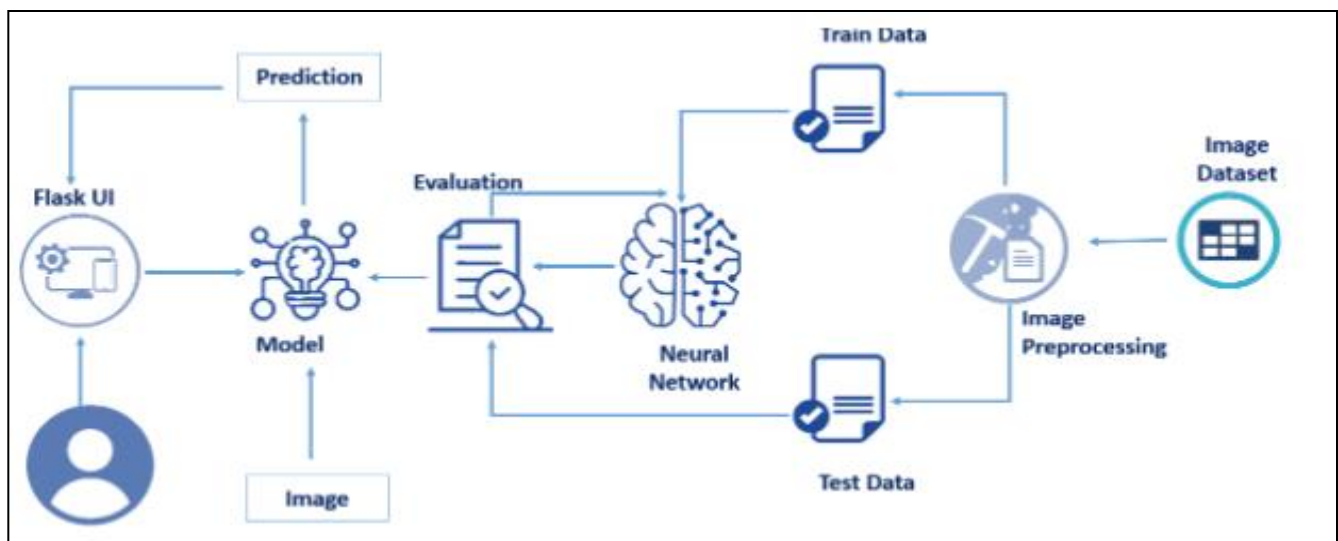 Train Data
Prediction
Image
Dataset
Evaluation
Flask UI
Image
Preprocessing
Model
Neural
Network
Test Data
Image